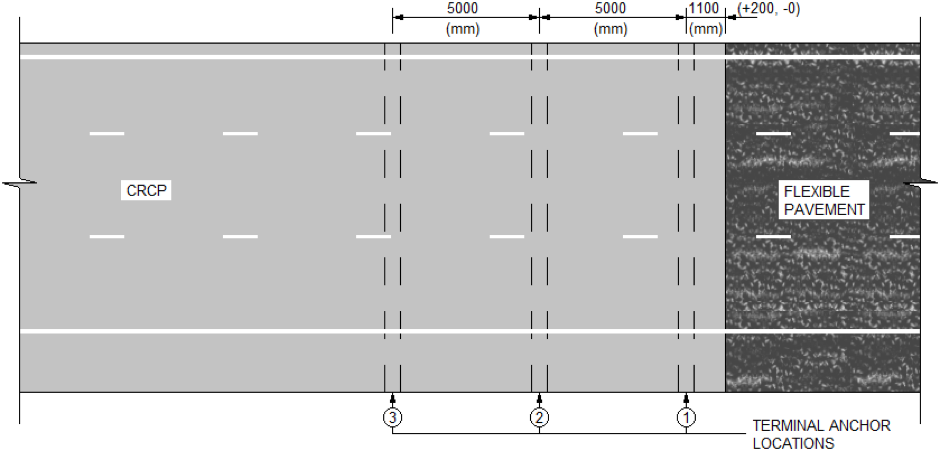 5000
5000
1100
(+200, -0)
(mm)
(mm)
(mm)
CRCP
FLEXIBLE
PAVEMENT
3
2
1
TERMINAL ANCHOR
LOCATIONS